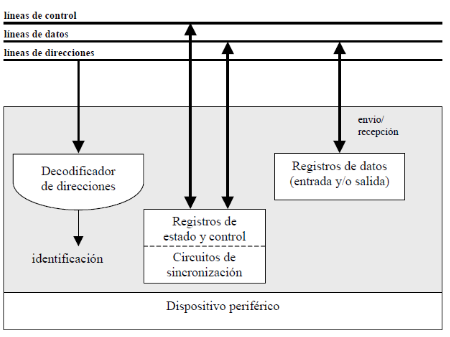 líneas de control
líneas de datos
líneas de direcciones
envio/
recepción
Decodificador
de direcciones
Registros de datos
(entrada y/o salida)
Registros de
estado y control
Circuitos de
sincronización
identificación
Dispositivo periférico